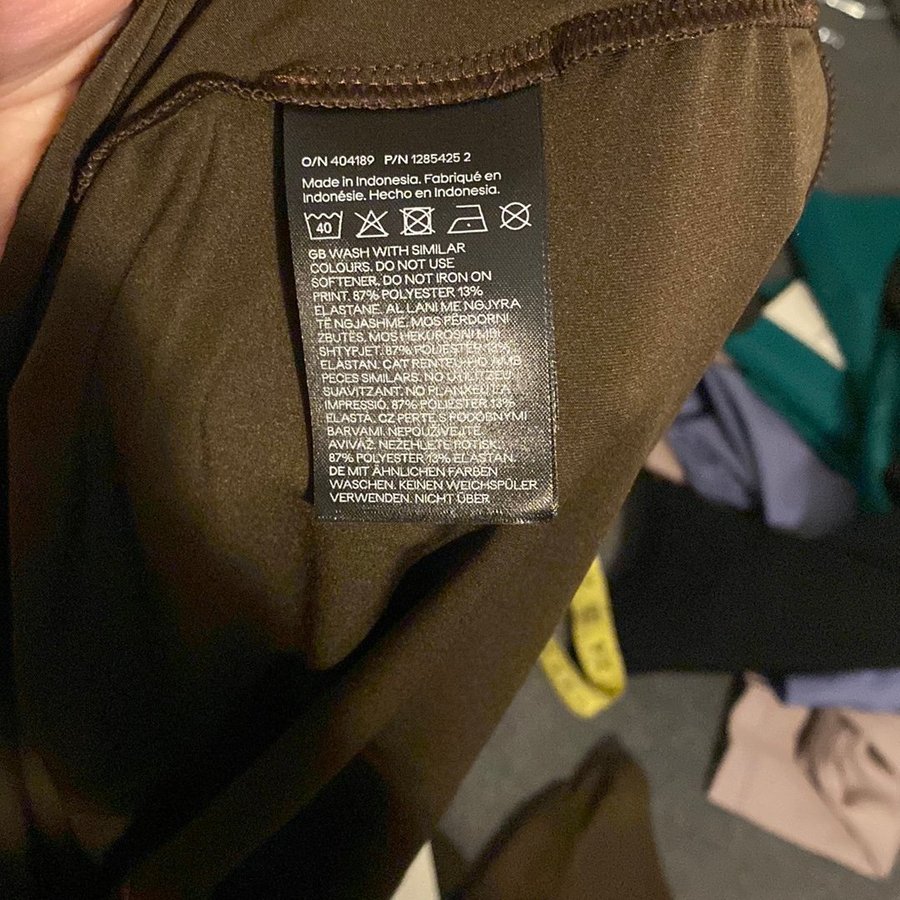 O/N 404189 P/N 1285425 2
Made in Indonesia. Fabriqué en
Indonésie. Hecho en Indonesia.
40
GB WASH WITH SIMILAR
COLOURS. DO NOT USE
SOFTENER. DO NOT IRON ON
PRINT. 87% POLYESTER 13%
ELASTANE. AL LANI ME NGJYRA
TË NGJASHME. MOS PËRDORNI
ZBUTËS. MOS HEKUROSNI MBI
SHTYPJET. 87% POLIESTER 13%
ELASTAN. CAT RENTEU-HO AMB
PECES SIMILARS. NO UTILITZEU
SUAVITZANT. NO PLANXEU LA
IMPRESSIÓ. 87% POLIÈSTER 13%
ELASTÀ. CZ PERTE S PODOBNÝMI
BARVAMI. NEPOUŽÍVEJTE
AVIVÁŽ. NEŽEHLETE POTISK.
87% POLYESTER 13% ELASTAN.
DE MIT ÄHNLICHEN FARBEN
WASCHEN. KEINEN WEICHSPÜLER
VERWENDEN. NICHT ÜBER